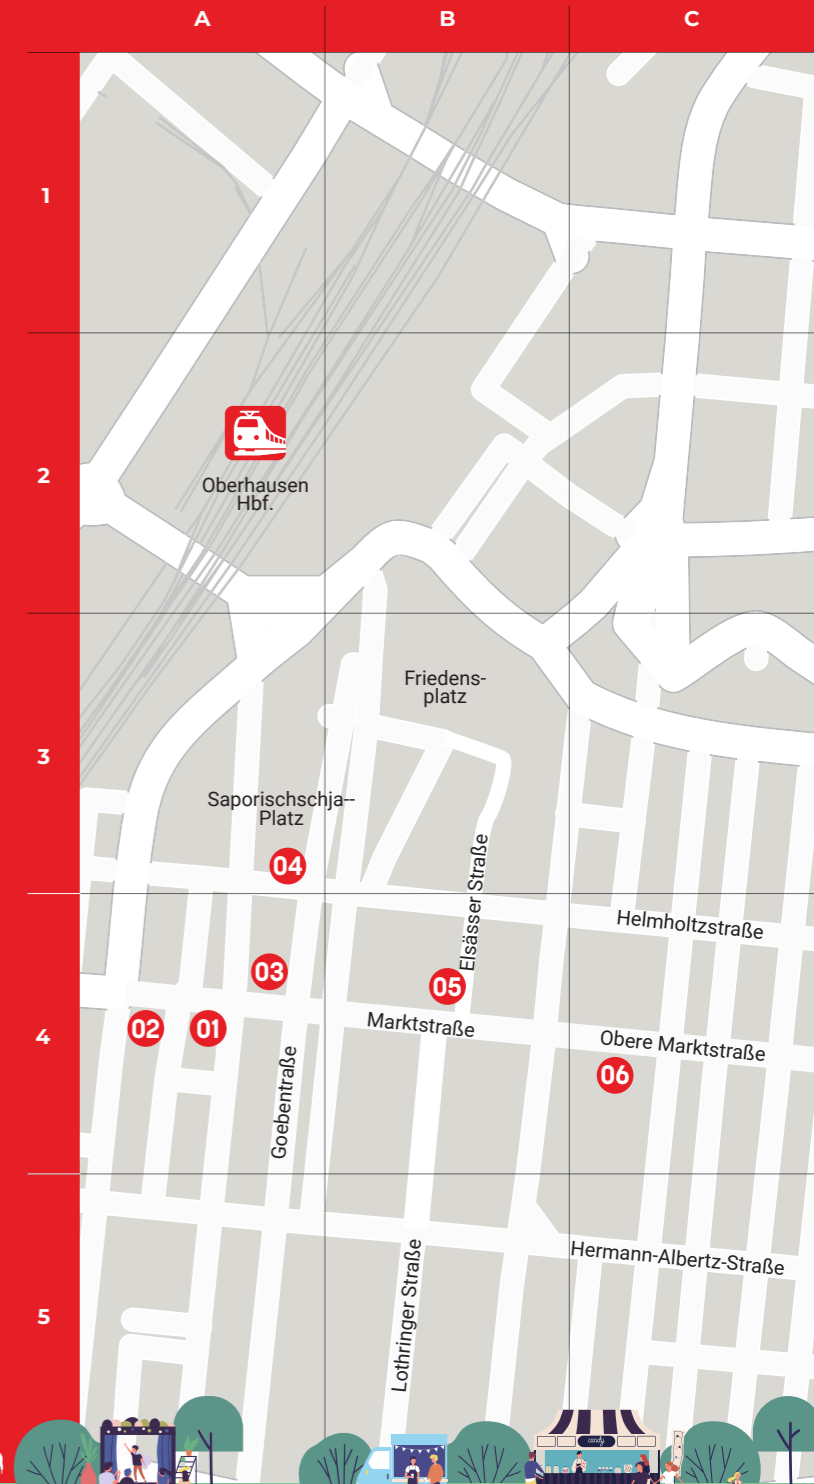 A
B
C
1
2
Oberhausen
Hbf.
3
Friedens-
platz
Saporischschja--
Platz
04
Elsässer Straße
Helmholtzstraße
4
03
05
02
01
Marktstraße
Obere Marktstraße
06
Goebentraße
Hermann-Albertz-Straße
5
Lothringer Straße
candy